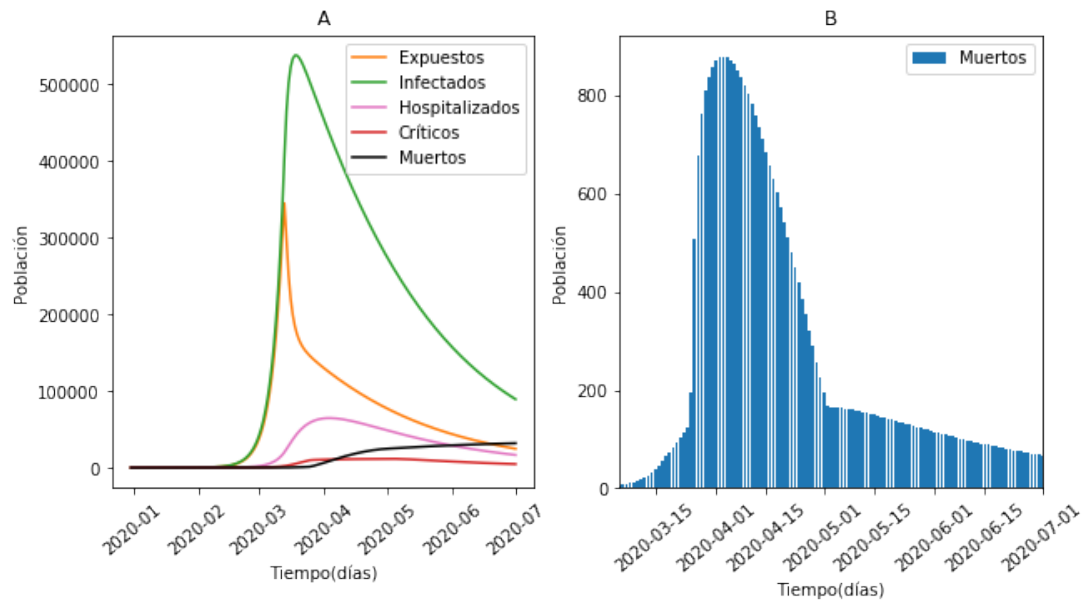 A
Expuestos
Infectados
Hospitalizados
Críticos
Muertos
500000
400000
300000
200000
100000
0
Población
2020-01
2020-02
2020-03
2020-04
2020-05
2020-06
2020-07
Tiempo(días)
B
Muertos
800
600
400
200
0
Población
2020-03-15
2020-04-01
2020-04-15
2020-05-01
2020-05-15
2020-06-01
2020-06-15
2020-07-01
Tiempo(días)